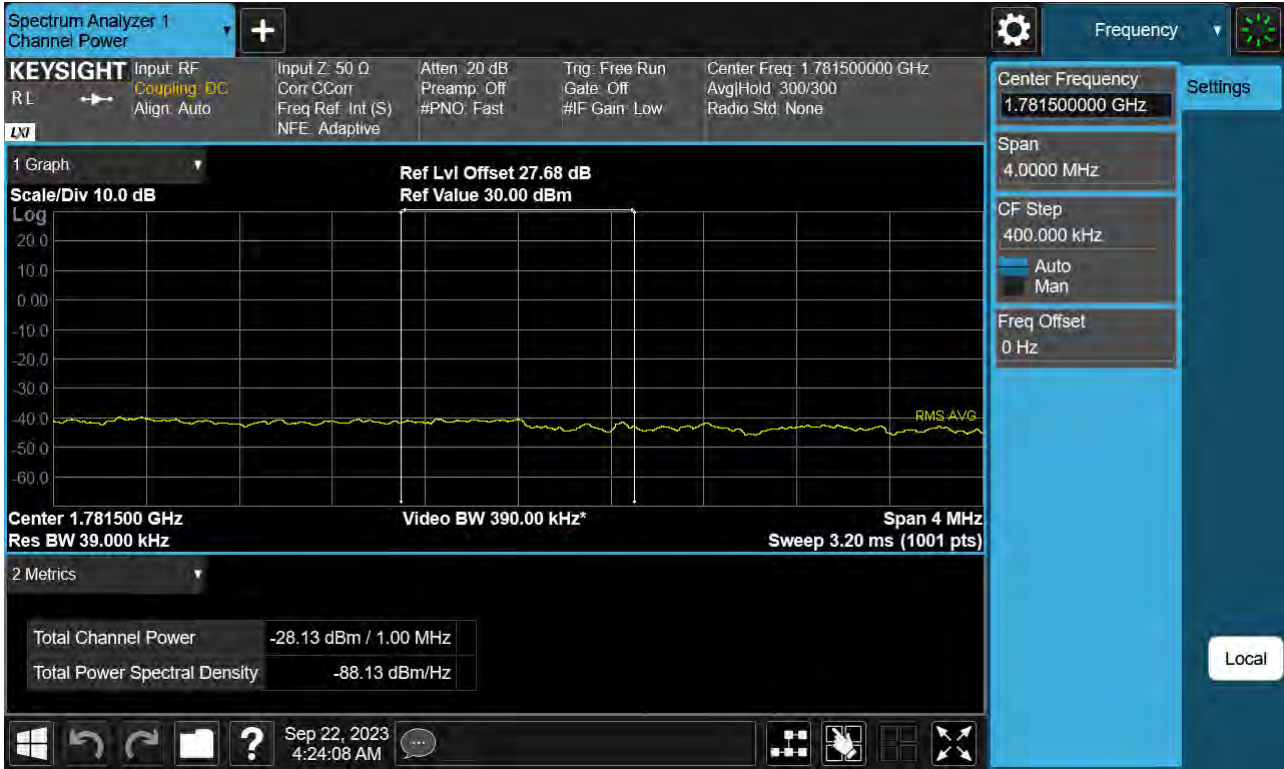 Spectrum Analyzer 1
Channel Power
+
Frequency
KEYSIGHT
R L
LXI
Input: RF
Coupling: DC
Align: Auto
Input Z: 50 Ω
Corr CCorr
Freq Ref: Int (S)
NFE: Adaptive
Atten: 20 dB
Preamp: Off
#PNO: Fast
Trig: Free Run
Gate: Off
#IF Gain: Low
Center Freq: 1.781500000 GHz
Avg|Hold: 300/300
Radio Std: None
Center Frequency
1.781500000 GHz
Settings
Span
4.0000 MHz
CF Step
400.000 kHz
Auto
Man
Freq Offset
0 Hz
Local
1 Graph
Scale/Div 10.0 dB
Ref Lvl Offset 27.68 dB
Ref Value 30.00 dBm
Log
20.0
10.0
0.00
-10.0
-20.0
-30.0
-40.0
-50.0
-60.0
RMS AVG
Center 1.781500 GHz
Res BW 39.000 kHz
Video BW 390.00 kHz*
Span 4 MHz
Sweep 3.20 ms (1001 pts)
2 Metrics
Total Channel Power -28.13 dBm / 1.00 MHz
Total Power Spectral Density -88.13 dBm/Hz
?
Sep 22, 2023
4:24:08 AM